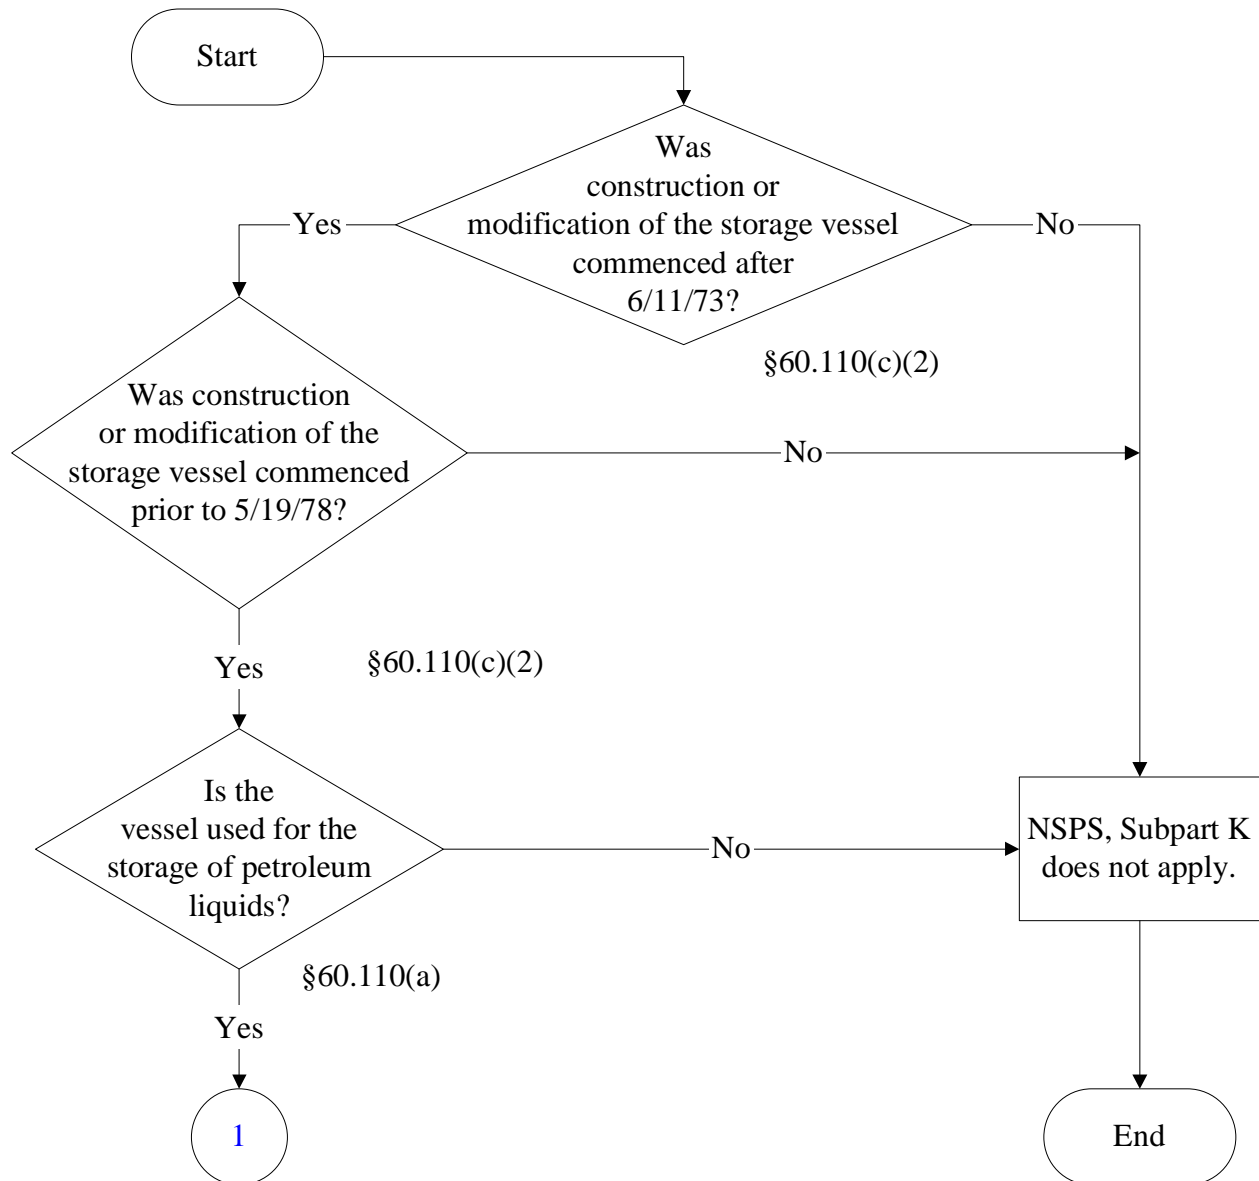 Start
Was
construction or
modification of the storage vessel
commenced after
6/11/73?
Yes
No
§60.110(c)(2)
Was construction
or modification of the
storage vessel commenced
prior to 5/19/78?
No
Yes
§60.110(c)(2)
Is the
vessel used for the
storage of petroleum
liquids?
No
NSPS, Subpart K
does not apply.
§60.110(a)
Yes
1
End